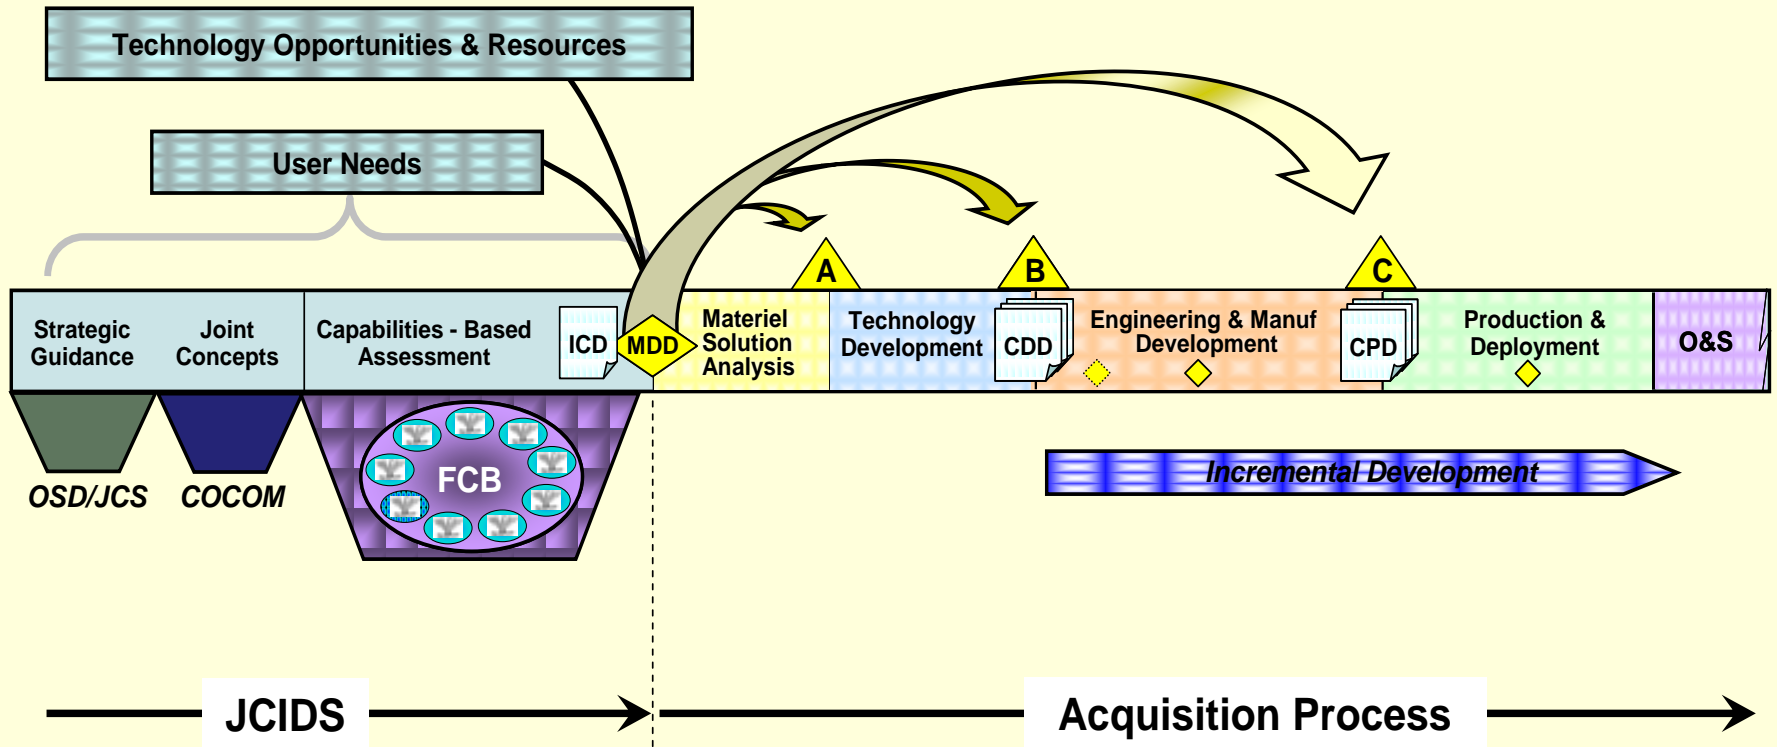 Technology Opportunities & Resources
User Needs
A
B
C
Strategic
Guidance
Joint
Concepts
Capabilities - Based
Assessment
ICD
MDD
Materiel
Solution
Analysis
Technology
Development
CDD
Engineering & Manuf
Development
CPD
Production &
Deployment
O&S
OSD/JCS
COCOM
FCB
Incremental Development
JCIDS
Acquisition Process